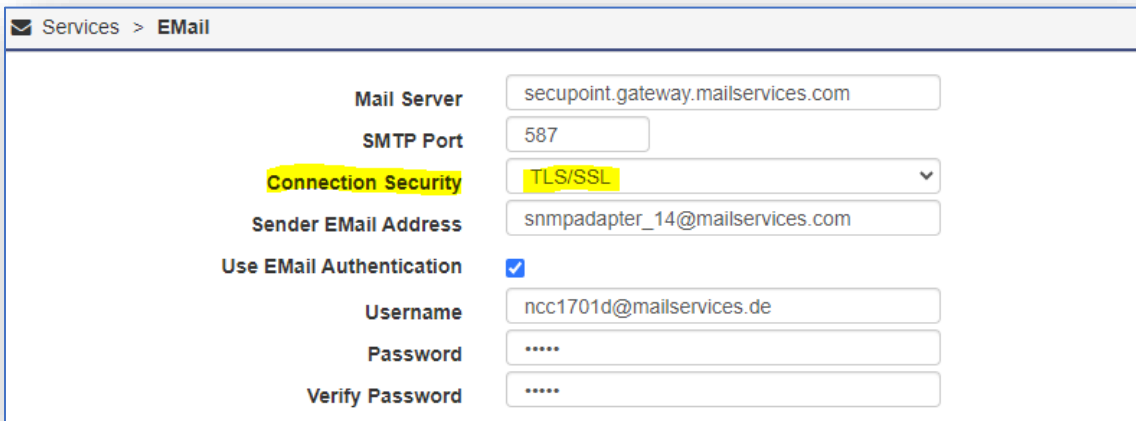 Services > EMail
Mail Server secupoint.gateway.mailservices.com
SMTP Port 587
Connection Security TLS/SSL
Sender EMail Address snmpadapter_14@mailservices.com
Use EMail Authentication
Username ncc1701d@mailservices.de
Password •••••
Verify Password •••••